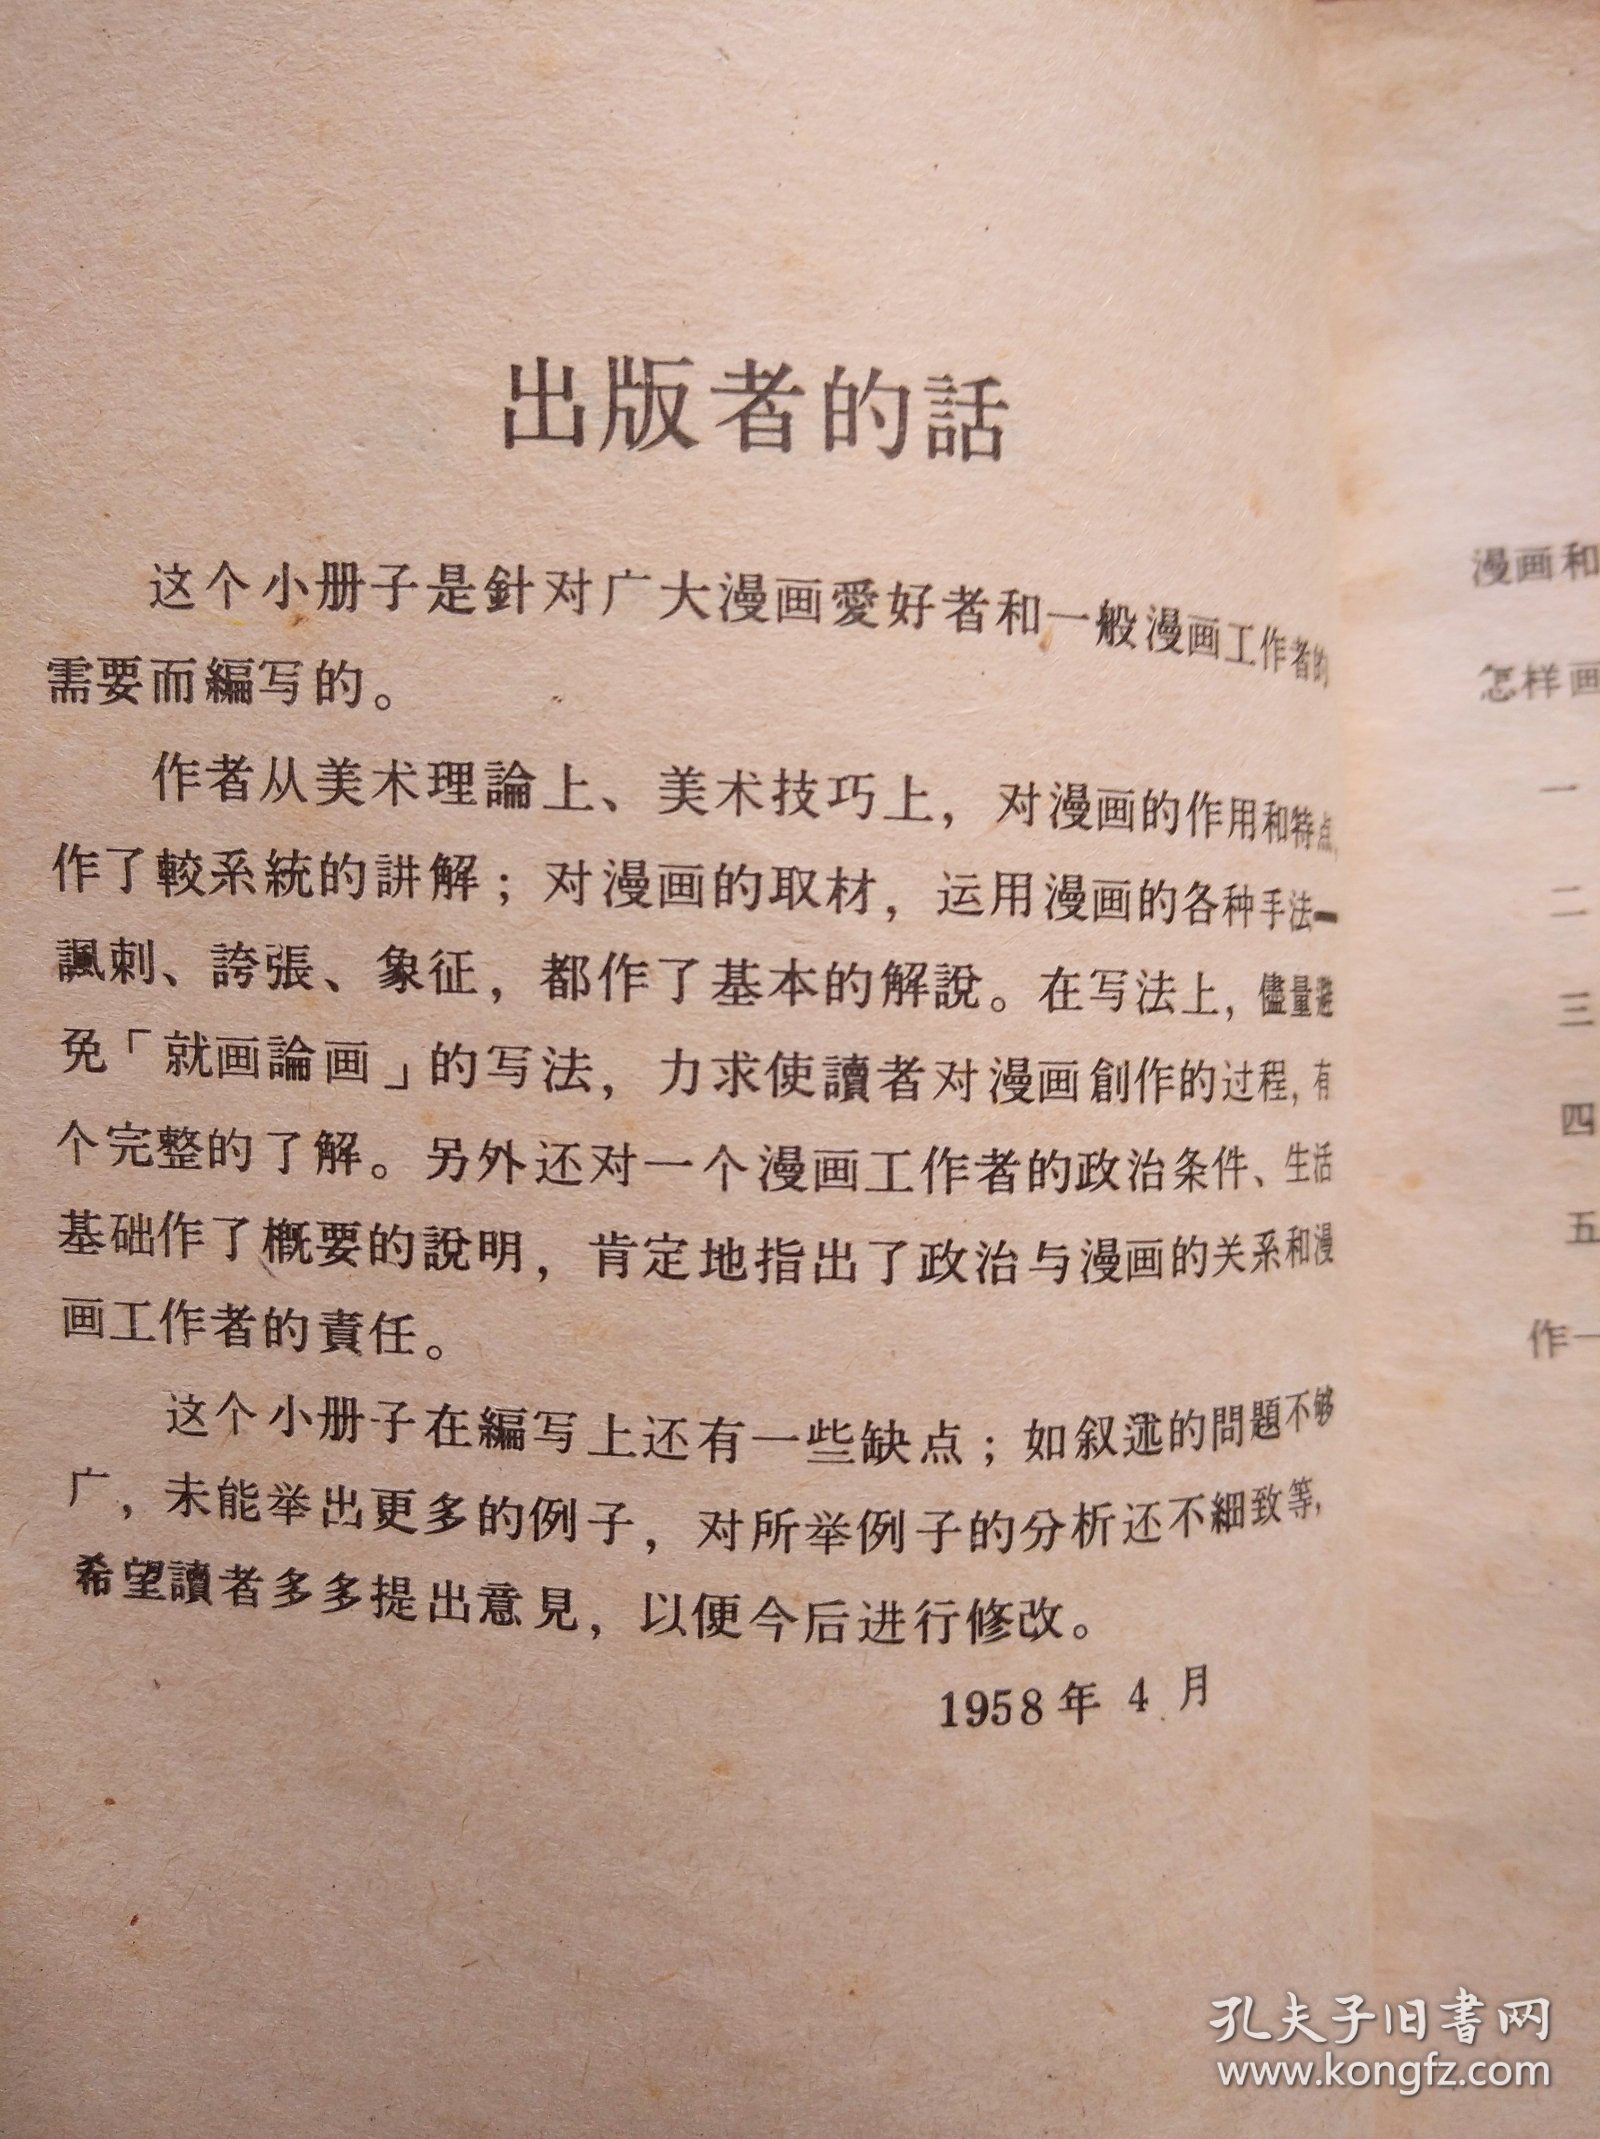 出版者的話
这个小册子是針对广大漫画愛好者和一般漫画工作者的
需要而編写的。
作者从美术理論上、美术技巧上，对漫画的作用和特点，
作了較系統的讲解；对漫画的取材，运用漫画的各种手法—
諷刺、誇張、象征，都作了基本的解說。在写法上，儘量避
免「就画論画」的写法，力求使讀者对漫画創作的过程，有
个完整的了解。另外还对一个漫画工作者的政治条件、生活
基础作了概要的說明，肯定地指出了政治与漫画的关系和漫
画工作者的責任。
这个小册子在編写上还有一些缺点；如叙述的問題不够
广，未能举出更多的例子，对所举例子的分析还不細致等，
希望讀者多多提出意見，以便今后进行修改。
1958年4月
漫画和
怎样画
一
二
三
四
五
作一
孔夫子旧書网
www.kongfz.com